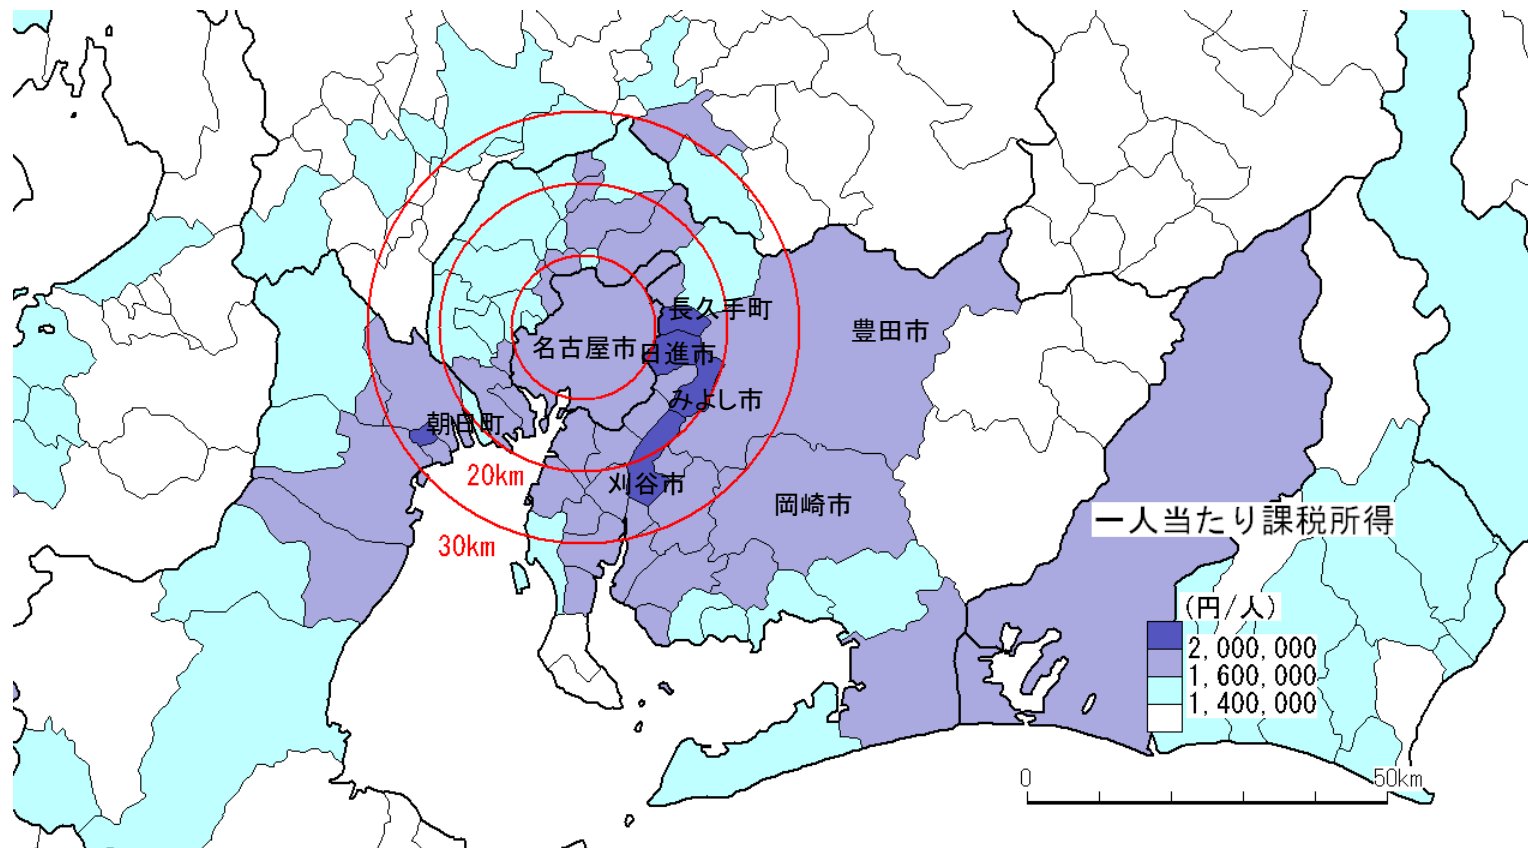 長久手町
豊田市
名古屋市
日進市
みよし市
朝日町
20km
刈谷市
岡崎市
一人当たり課税所得
30km
(円/人)
2,000,000
1,600,000
1,400,000
0
50km